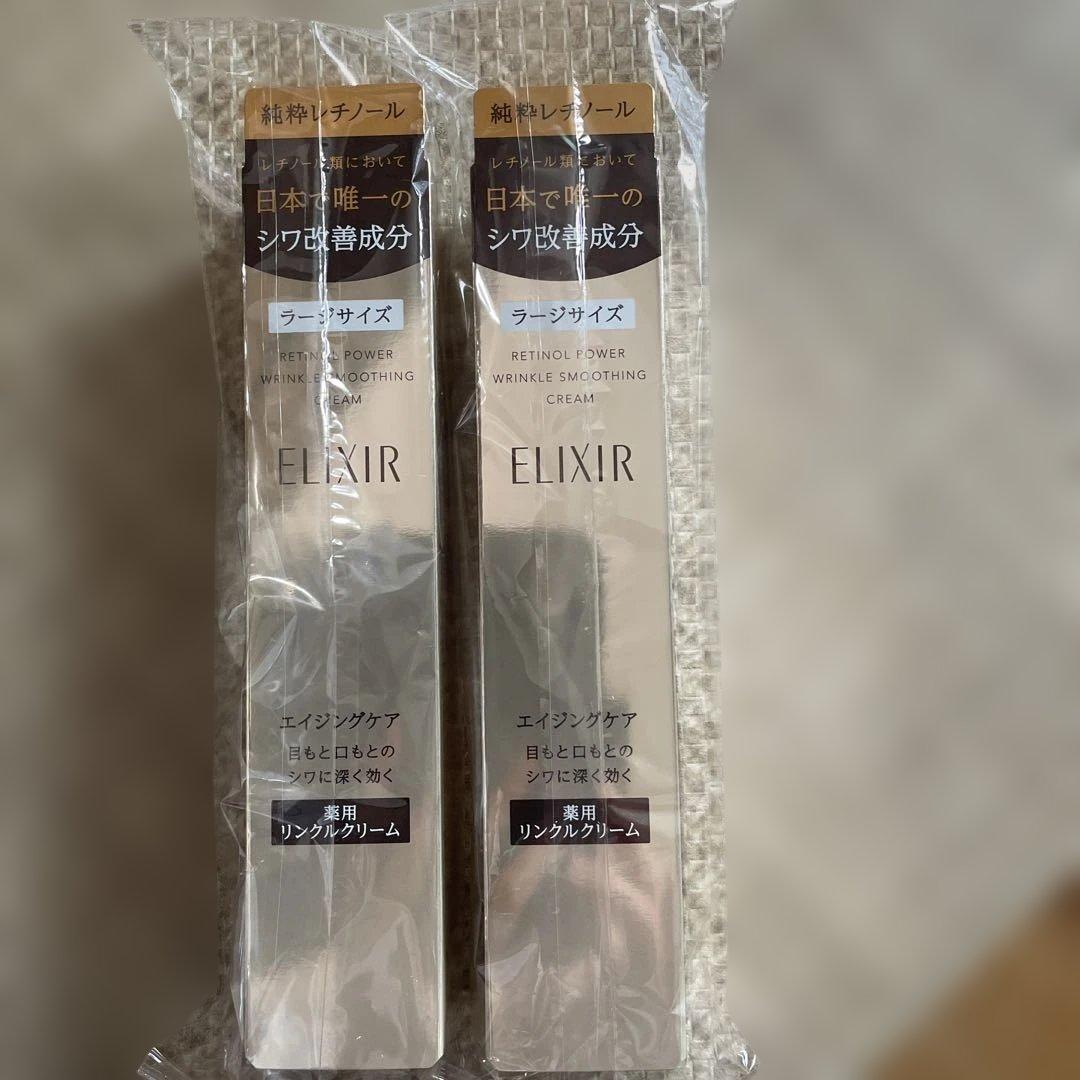 純粋レチノール
レチノール類において
日本で唯一の
シワ改善成分
ラージサイズ
RETINOL POWER
WRINKLE SMOOTHING
CREAM
ELIXIR
エイジングケア
目もと口もとの
シワに深く効く
薬用
リンクルクリーム
純粋レチノール
レチノール類において
日本で唯一の
シワ改善成分
ラージサイズ
RETINOL POWER
WRINKLE SMOOTHING
CREAM
ELIXIR
エイジングケア
目もと口もとの
シワに深く効く
薬用
リンクルクリーム